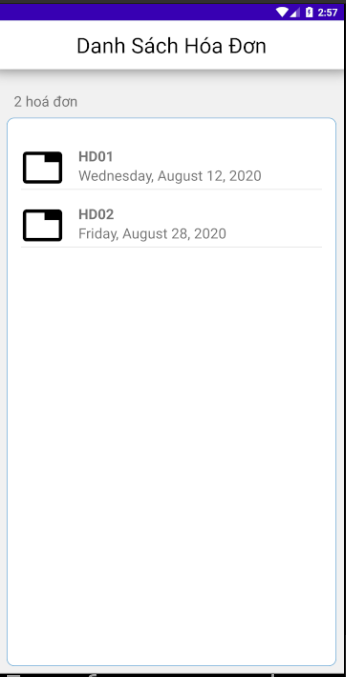 2:57
Danh Sách Hóa Đơn
2 hoá đơn
HD01
Wednesday, August 12, 2020
HD02
Friday, August 28, 2020